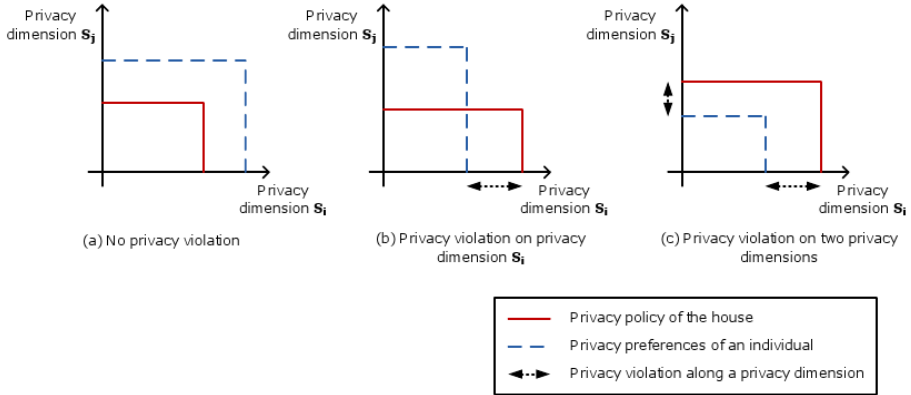 Privacy
dimension Sj
Privacy
dimension Si
(a) No privacy violation
Privacy
dimension Sj
Privacy
dimension Si
(b) Privacy violation on privacy
dimension Si
Privacy
dimension Sj
Privacy
dimension Si
(c) Privacy violation on two privacy
dimensions
Privacy policy of the house
Privacy preferences of an individual
Privacy violation along a privacy dimension